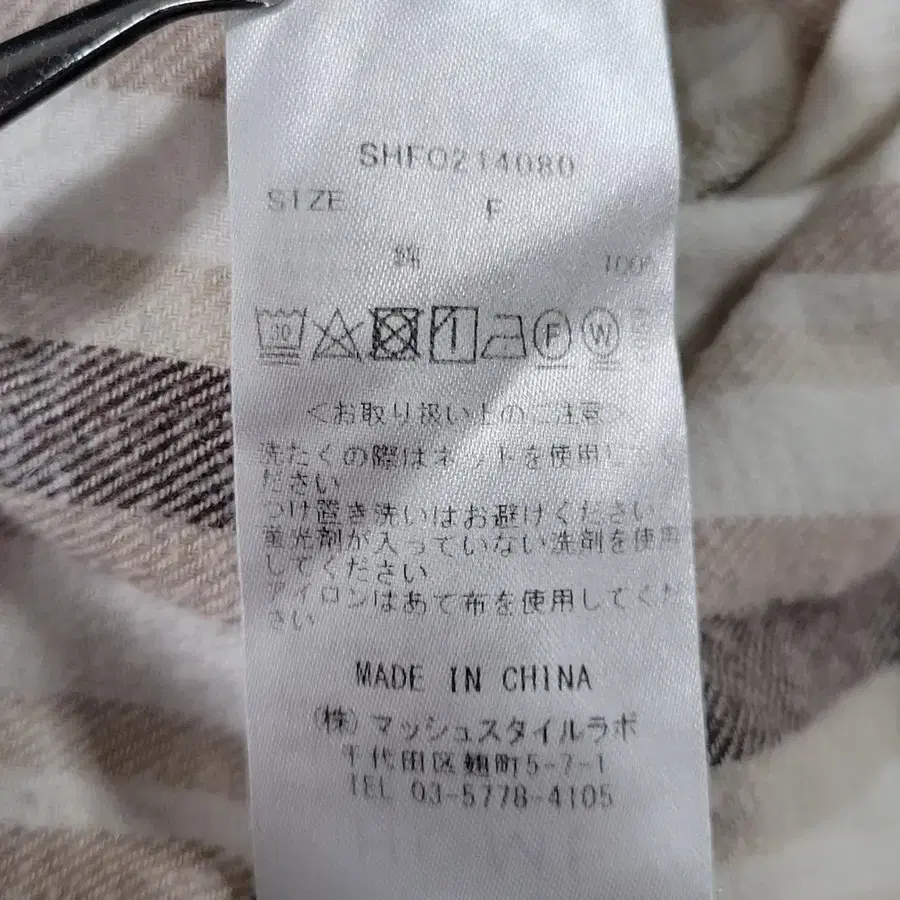 SHFO214080
SIZE F
綿 100%
30 F W
<お取り扱い上のご注意>
洗たくの際はネットを使用して
ださい
つけ置き洗いはお避けください
蛍光剤が入っていない洗剤を使用
してください
アイロンはあて布を使用してくだ
さい
MADE IN CHINA
(株)マッシュスタイルラボ
千代田区麹町5-7-1
TEL 03-5778-4105